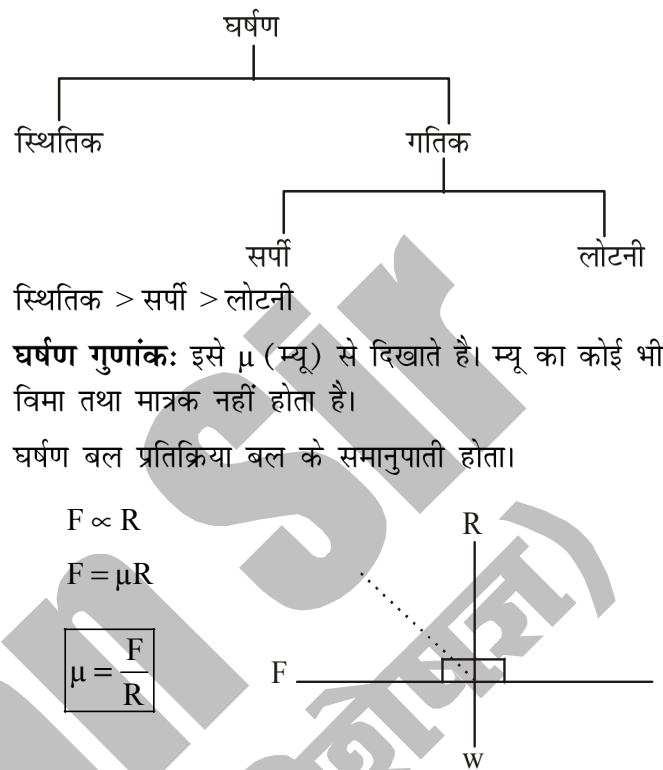 घर्षण
स्थितिक गतिक
सर्पी लोटनी
स्थितिक > सर्पी > लोटनी
घर्षण गुणांक: इसे μ (म्यू) से दिखाते है। म्यू का कोई भी
विमा तथा मात्रक नहीं होता है।
घर्षण बल प्रतिक्रिया बल के समानुपाती होता।
F ∝ R
F = μR
μ = F/R
R
F
w